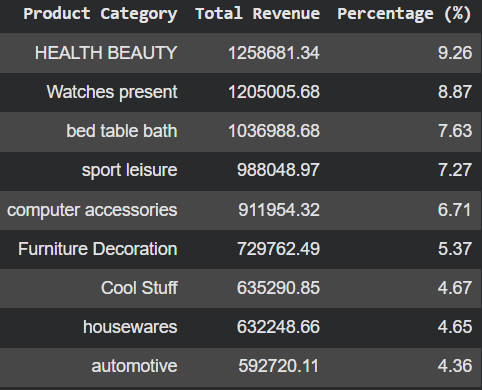 Product Category Total Revenue Percentage (%)
HEALTH BEAUTY 1258681.34 9.26
Watches present 1205005.68 8.87
bed table bath 1036988.68 7.63
sport leisure 988048.97 7.27
computer accessories 911954.32 6.71
Furniture Decoration 729762.49 5.37
Cool Stuff 635290.85 4.67
housewares 632248.66 4.65
automotive 592720.11 4.36